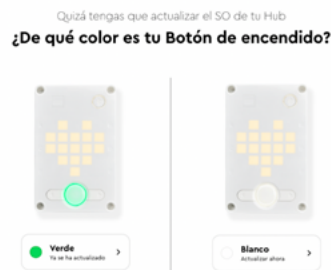 Quizá tengas que actualizar el SO de tu Hub
¿De qué color es tu Botón de encendido?
Verde
Ya se ha actualizado
Blanco
Actualizar ahora